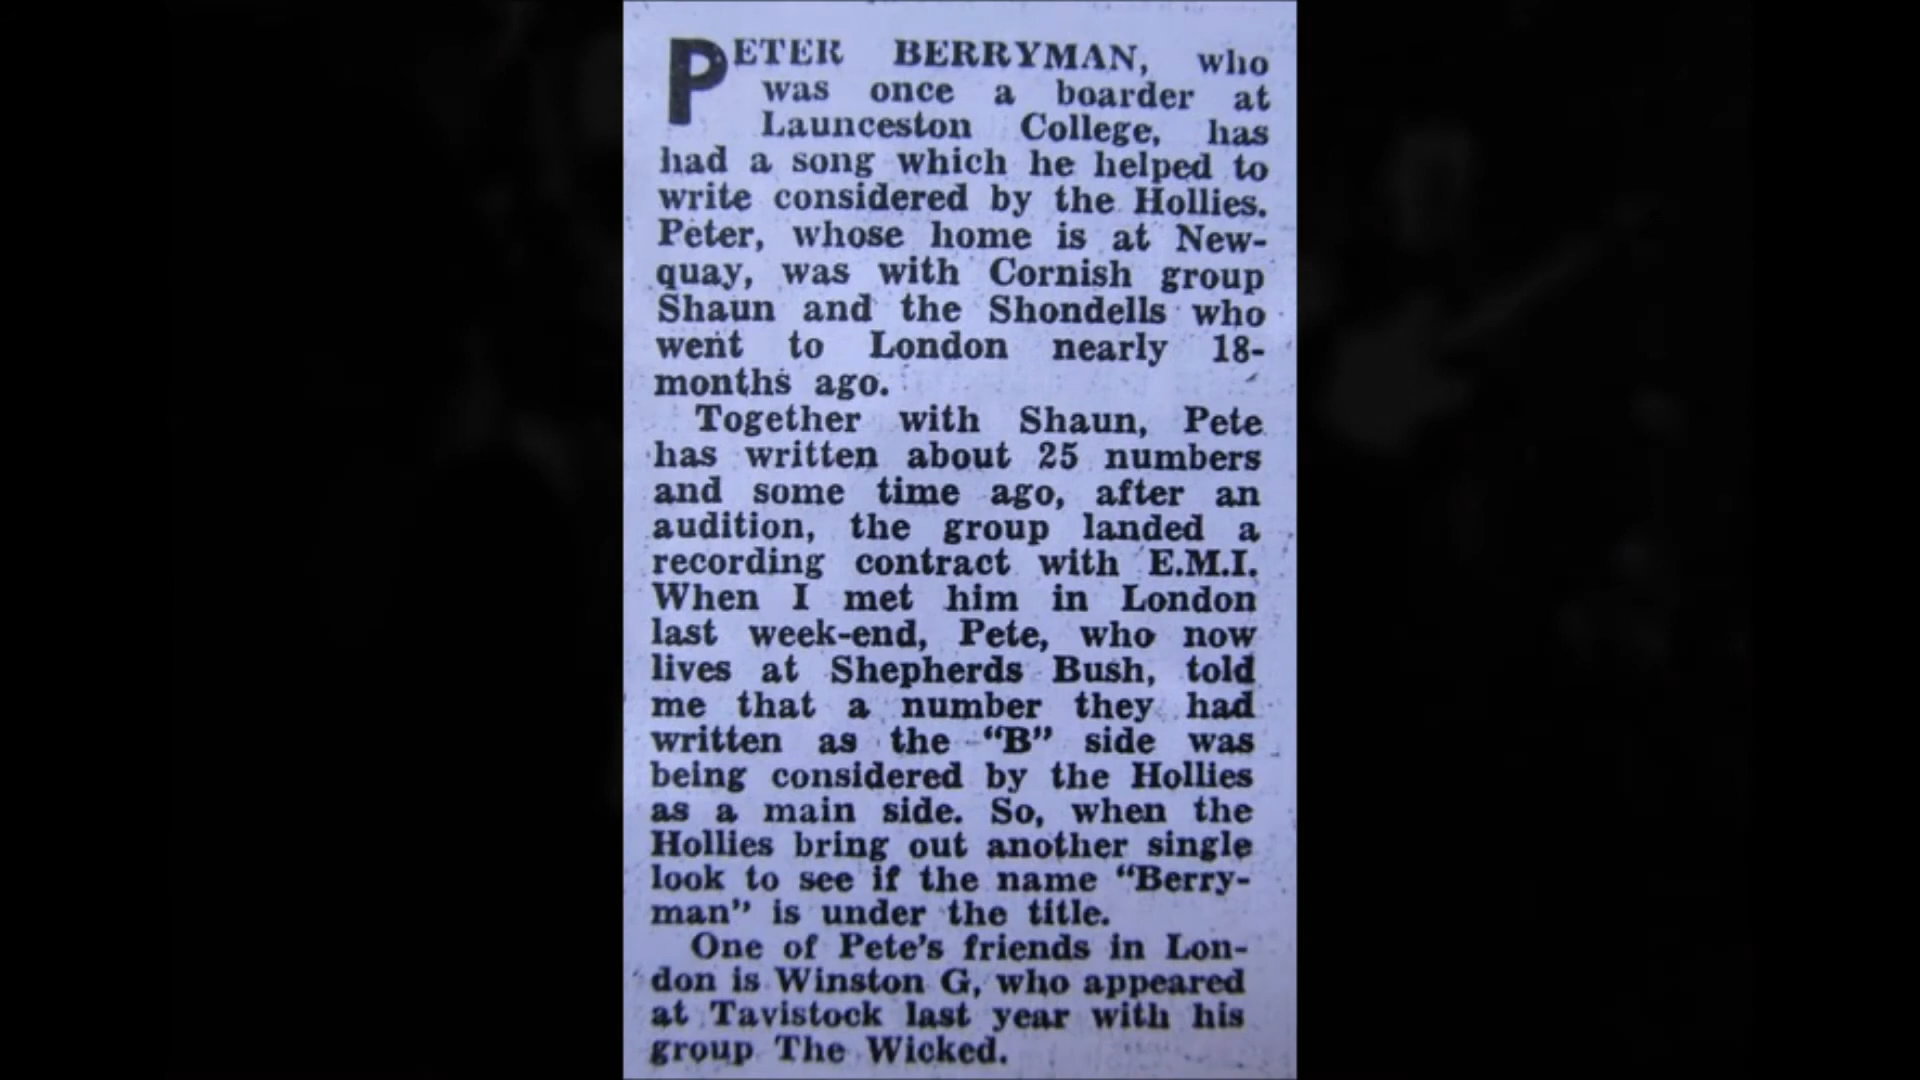 PETER BERRYMAN, who
was once a boarder at
Launceston College, has
had a song which he helped to
write considered by the Hollies.
Peter, whose home is at New-
quay, was with Cornish group
Shaun and the Shondells who
went to London nearly 18-
months ago.
Together with Shaun, Pete
has written about 25 numbers
and some time ago, after an
audition, the group landed a
recording contract with E.M.I.
When I met him in London
last week-end, Pete, who now
lives at Shepherds Bush, told
me that a number they had
written as the “B” side was
being considered by the Hollies
as a main side. So, when the
Hollies bring out another single
look to see if the name “Berry-
man” is under the title.
One of Pete's friends in Lon-
don is Winston G, who appeared
at Tavistock last year with his
group The Wicked.